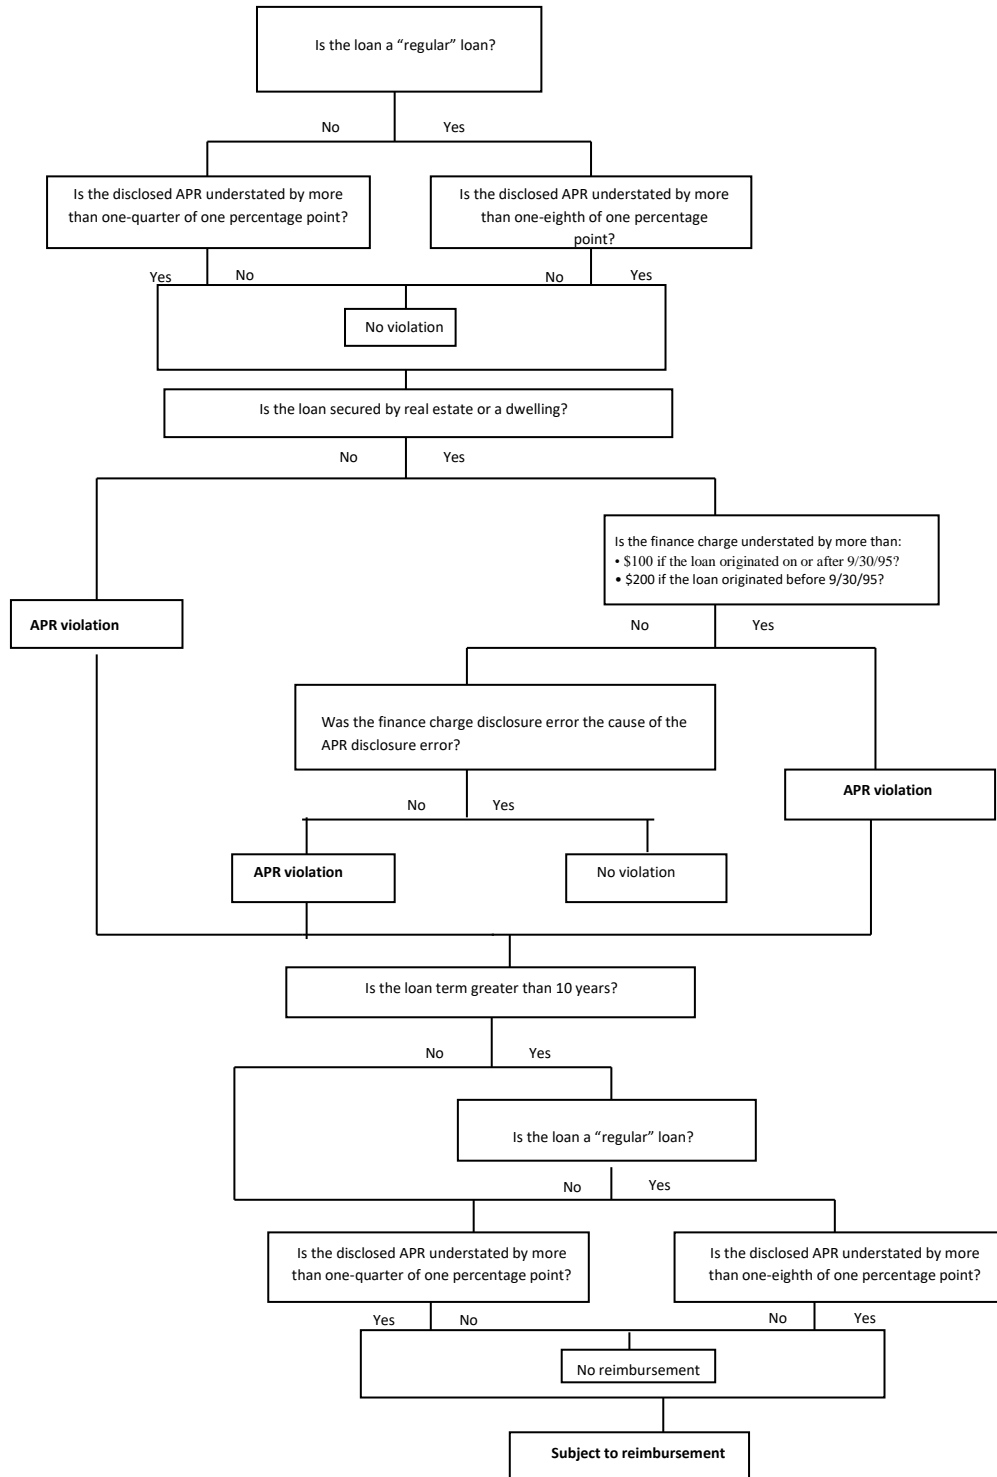 Is the loan a “regular” loan?
No
Yes
Is the disclosed APR understated by more
than one-quarter of one percentage point?
Is the disclosed APR understated by more
than one-eighth of one percentage
point?
Yes
No
No
Yes
No violation
Is the loan secured by real estate or a dwelling?
No
Yes
Is the finance charge understated by more than:
• $100 if the loan originated on or after 9/30/95?
• $200 if the loan originated before 9/30/95?
APR violation
No
Yes
Was the finance charge disclosure error the cause of the
APR disclosure error?
APR violation
No
Yes
APR violation
No violation
Is the loan term greater than 10 years?
No
Yes
Is the loan a “regular” loan?
No
Yes
Is the disclosed APR understated by more
than one-quarter of one percentage point?
Is the disclosed APR understated by more
than one-eighth of one percentage point?
Yes
No
No
Yes
No reimbursement
Subject to reimbursement